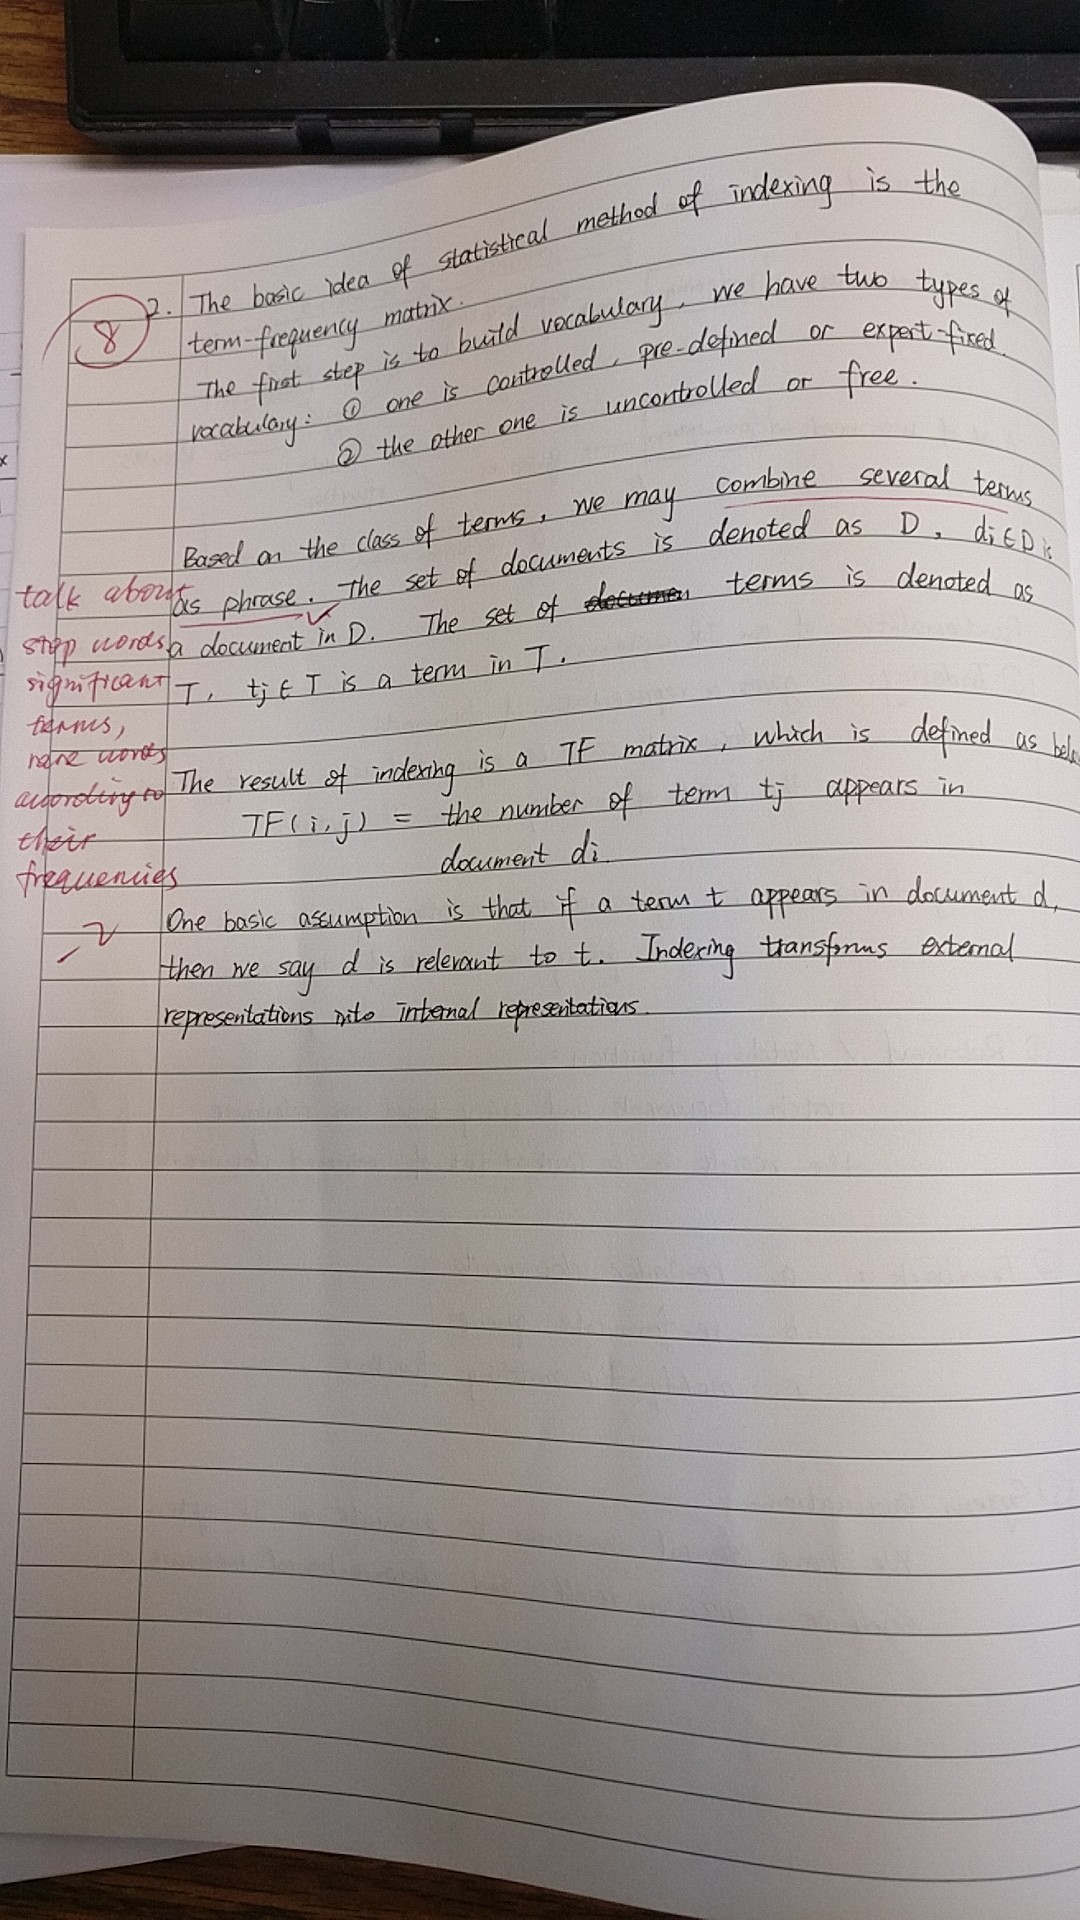 8
2. The basic idea of statistical method of indexing is the
term-frequency matrix.
The first step is to build vocabulary, we have two types of
vocabulary: ① one is controlled, pre-defined or expert-fixed.
② the other one is uncontrolled or free.
Based on the class of terms, we may combine several terms
as phrase. The set of documents is denoted as D, di ∈ D is
a document in D. The set of documen terms is denoted as
T, tj ∈ T is a term in T.
talk about
stop words,
significant
terms,
rare words
according to
their
frequencies
-2
The result of indexing is a TF matrix, which is defined as belo
TF(i,j) = the number of term tj appears in
document di
One basic assumption is that if a term t appears in document d,
then we say d is relevant to t. Indexing transforms external
representations into internal representations.